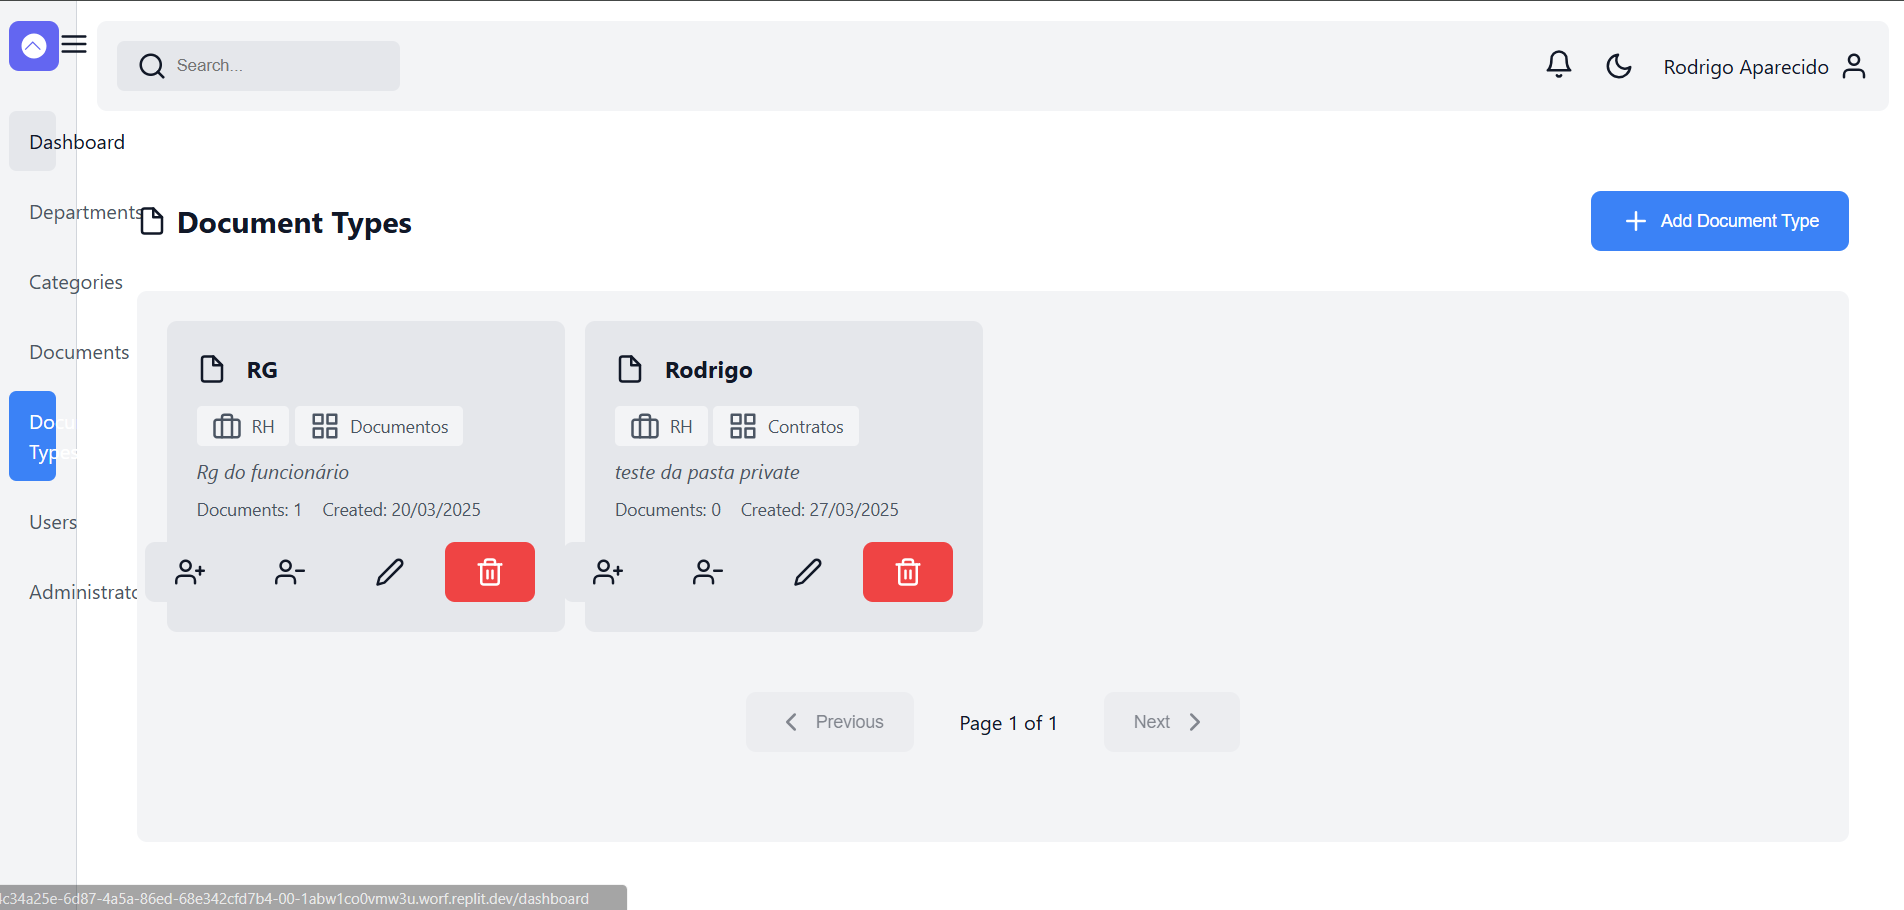 Search...
Rodrigo Aparecido
Dashboard
Departments
Document Types
Add Document Type
Categories
Documents
Docu
Types
Users
Administrato
RG
RH
Documentos
Rg do funcionário
Documents: 1 Created: 20/03/2025
Rodrigo
RH
Contratos
teste da pasta private
Documents: 0 Created: 27/03/2025
Previous
Page 1 of 1
Next
c34a25e-6d87-4a5a-86ed-68e342cfd7b4-00-1abw1co0vmw3u.worf.replit.dev/dashboard